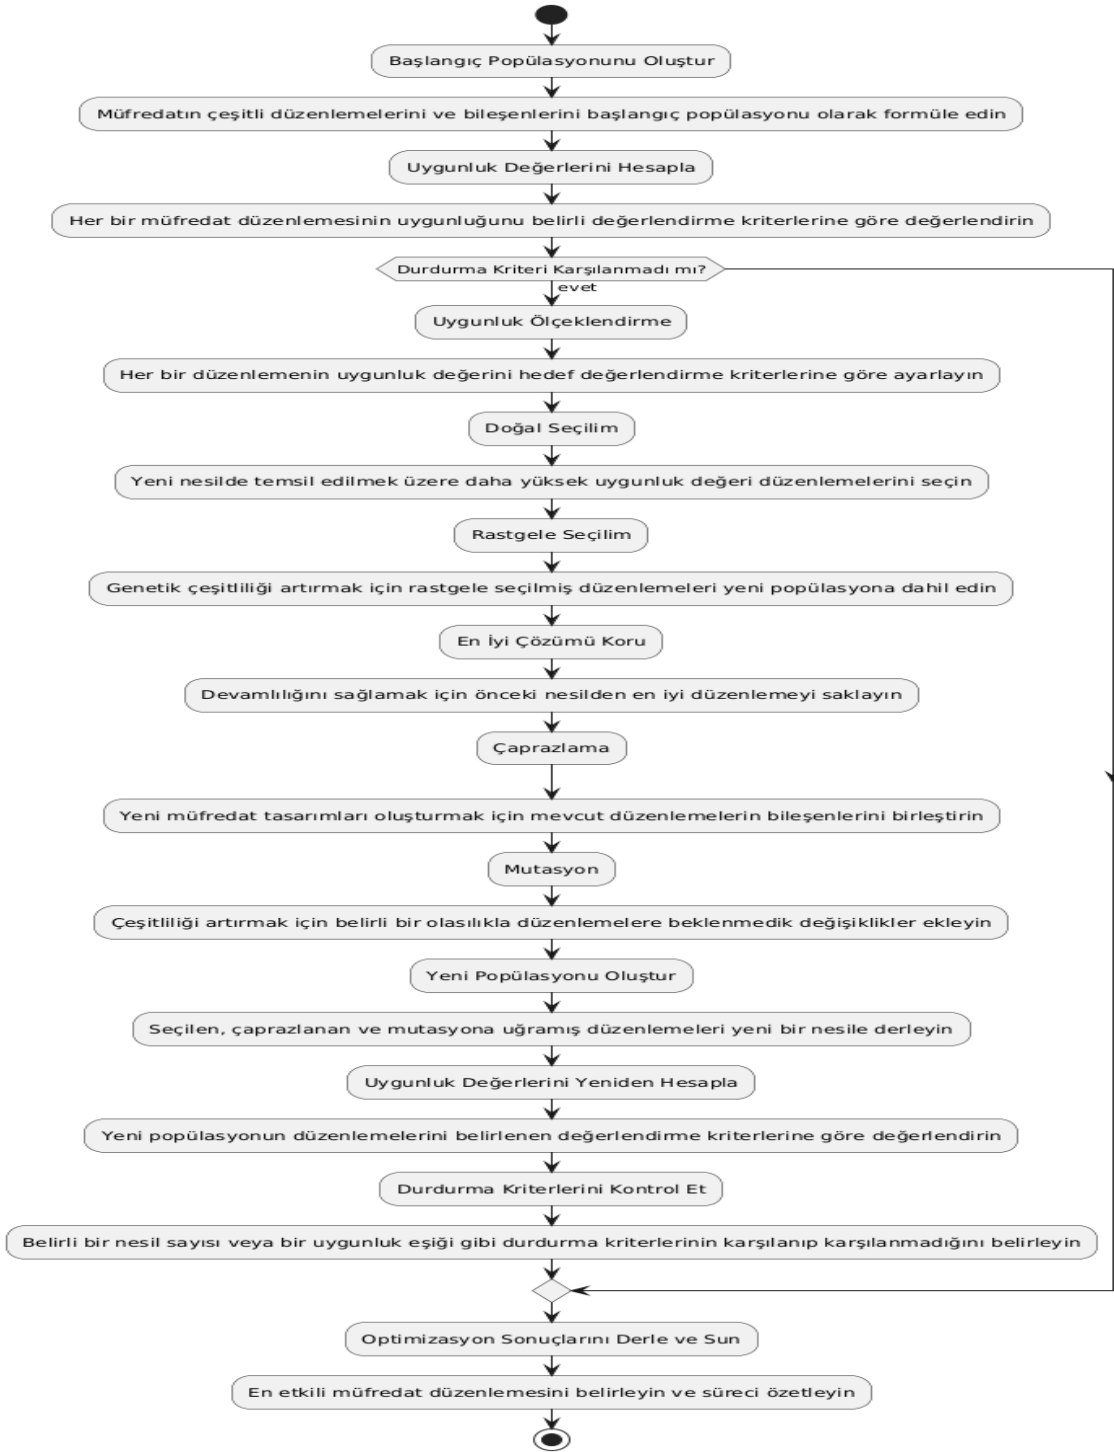 Başlangıç Popülasyonunu Oluştur
Müfredatın çeşitli düzenlemelerini ve bileşenlerini başlangıç popülasyonu olarak formüle edin
Uygunluk Değerlerini Hesapla
Her bir müfredat düzenlemesinin uygunluğunu belirli değerlendirme kriterlerine göre değerlendirin
Durdurma Kriteri Karşılanmadı mı?
evet
Uygunluk Ölçeklendirme
Her bir düzenlemenin uygunluk değerini hedef değerlendirme kriterlerine göre ayarlayın
Doğal Seçilim
Yeni nesilde temsil edilmek üzere daha yüksek uygunluk değeri düzenlemelerini seçin
Rastgele Seçilim
Genetik çeşitliliği artırmak için rastgele seçilmiş düzenlemeleri yeni popülasyona dahil edin
En İyi Çözümü Koru
Devamlılığını sağlamak için önceki nesilden en iyi düzenlemeyi saklayın
Çaprazlama
Yeni müfredat tasarımları oluşturmak için mevcut düzenlemelerin bileşenlerini birleştirin
Mutasyon
Çeşitliliği artırmak için belirli bir olasılıkla düzenlemelere beklenmedik değişiklikler ekleyin
Yeni Popülasyonu Oluştur
Seçilen, çaprazlanan ve mutasyona uğramış düzenlemeleri yeni bir nesile derleyin
Uygunluk Değerlerini Yeniden Hesapla
Yeni popülasyonun düzenlemelerini belirlenen değerlendirme kriterlerine göre değerlendirin
Durdurma Kriterlerini Kontrol Et
Belirli bir nesil sayısı veya bir uygunluk eşiği gibi durdurma kriterlerinin karşılanıp karşılanmadığını belirleyin
Optimizasyon Sonuçlarını Derle ve Sun
En etkili müfredat düzenlemesini belirleyin ve süreci özetleyin